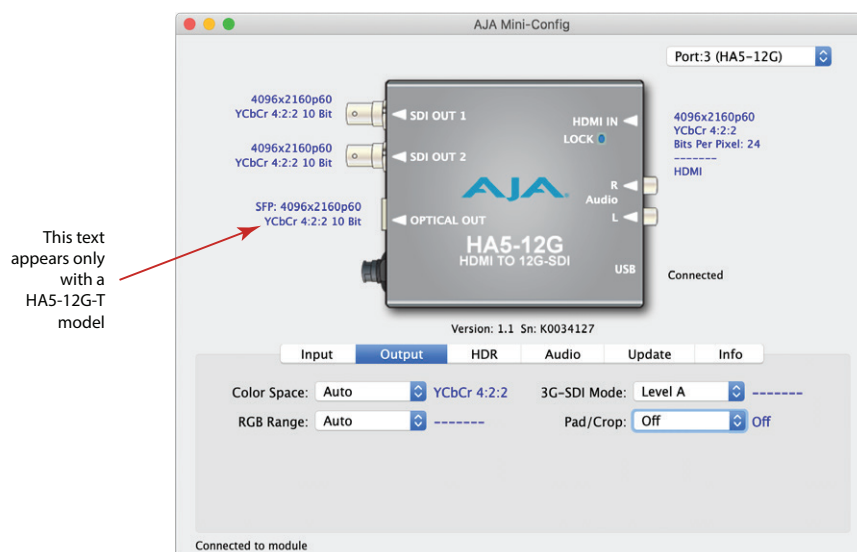 AJA Mini-Config
Port:3 (HA5-12G)
4096x2160p60
YCbCr 4:2:2 10 Bit
SDI OUT 1
HDMI IN
LOCK
4096x2160p60
YCbCr 4:2:2
Bits Per Pixel: 24
-------
HDMI
4096x2160p60
YCbCr 4:2:2 10 Bit
SDI OUT 2
AJA
R
Audio
L
SFP: 4096x2160p60
YCbCr 4:2:2 10 Bit
OPTICAL OUT
HA5-12G
HDMI TO 12G-SDI
USB
Connected
This text
appears only
with a
HA5-12G-T
model
Version: 1.1 Sn: K0034127
Input Output HDR Audio Update Info
Color Space: Auto YCbCr 4:2:2 3G-SDI Mode: Level A -------
RGB Range: Auto ------- Pad/Crop: Off Off
Connected to module